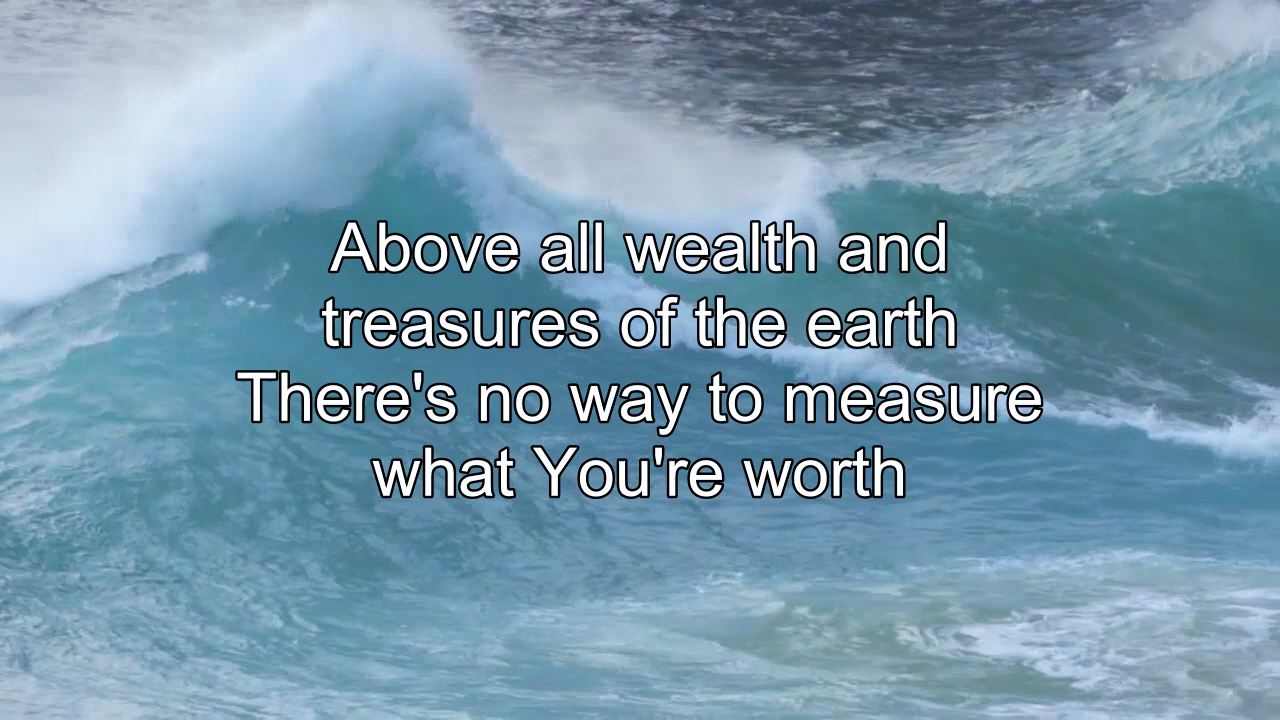 Above all wealth and
treasures of the earth
There's no way to measure
what You're worth